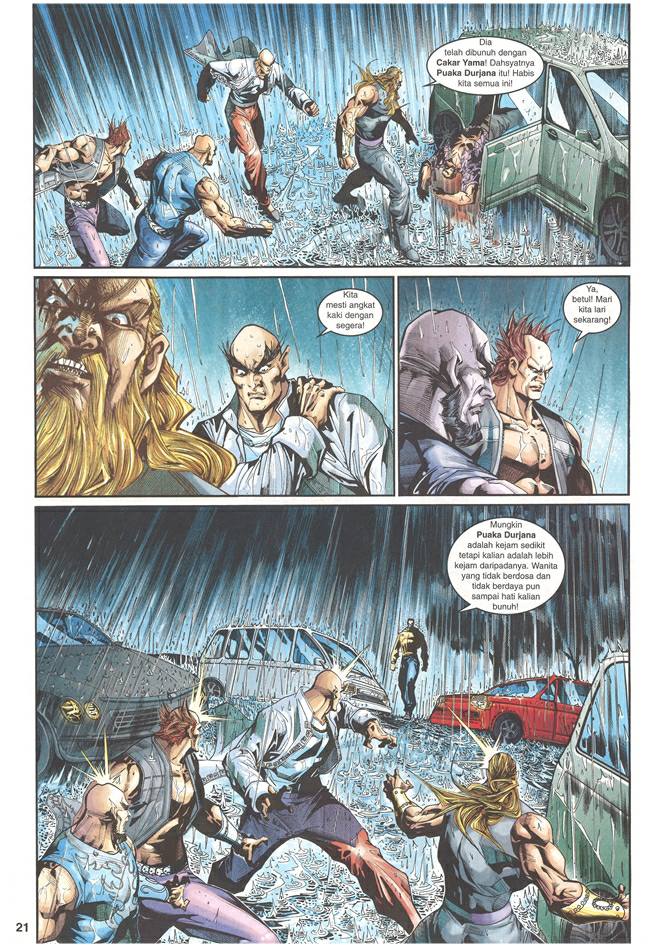 Dia
telah dibunuh dengan
Cakar Yama! Dahsyatnya
Puaka Durjana itu! Habis
kita semua ini!
Kita
mesti angkat
kaki dengan
segera!
Ya,
betul! Mari
kita lari
sekarang!
Mungkin
Puaka Durjana
adalah kejam sedikit
tetapi kalian adalah lebih
kejam daripadanya. Wanita
yang tidak berdosa dan
tidak berdaya pun
sampai hati kalian
bunuh!
21